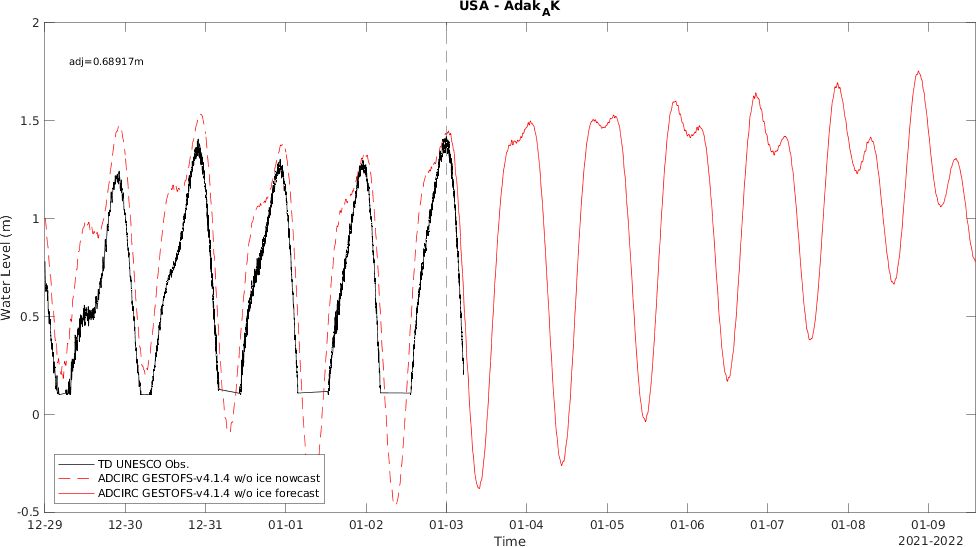 USA - Adak_AK
2
adj=0.68917m
1.5
1
Water Level (m)
0.5
0
TD UNESCO Obs.
ADCIRC GESTOFS-v4.1.4 w/o ice nowcast
ADCIRC GESTOFS-v4.1.4 w/o ice forecast
-0.5
12-29 12-30 12-31 01-01 01-02 01-03 01-04 01-05 01-06 01-07 01-08 01-09
Time
2021-2022